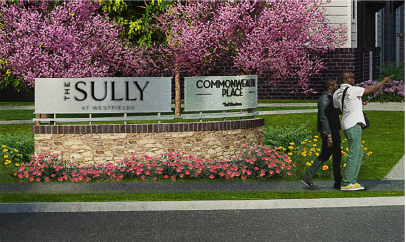 THE SULLY
AT WESTFIELDS
COMMONWEALTH
PLACE